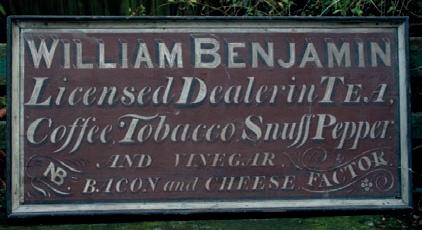 WILLIAM BENJAMIN
Licensed Dealer in TEA,
Coffee, Tobacco Snuff Pepper,
AND VINEGAR
NB. BACON and CHEESE FACTOR